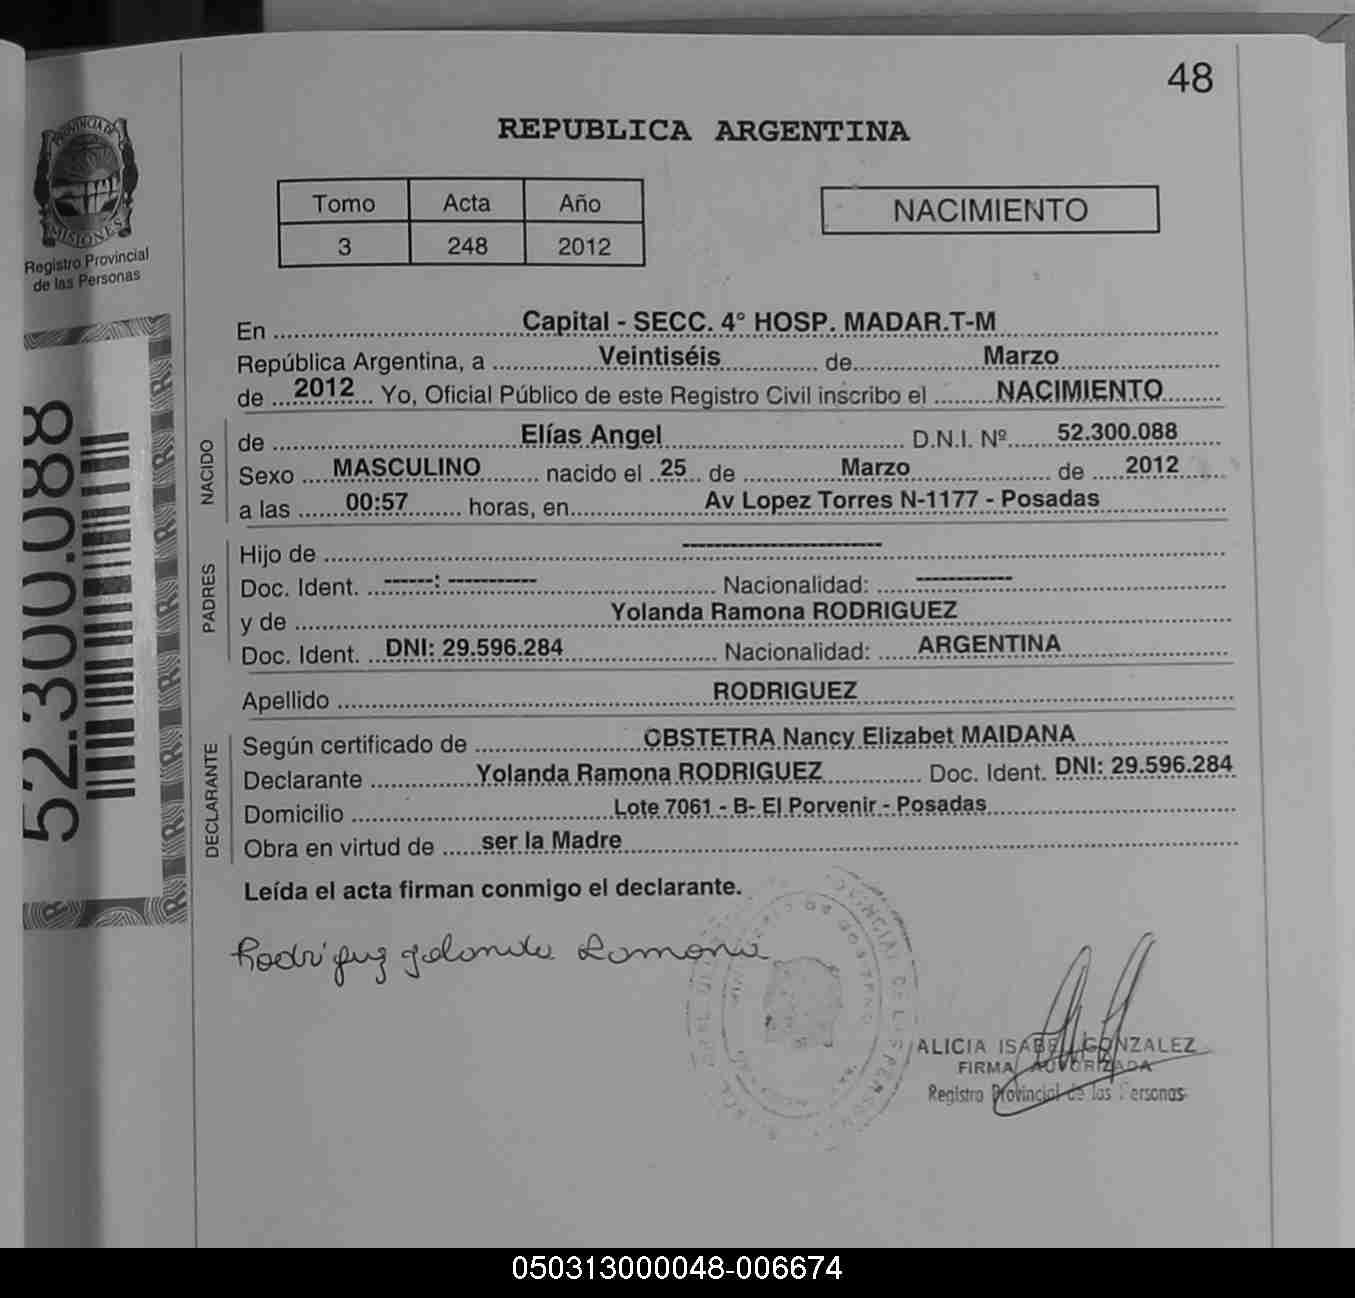 48
PROVINCIA DE
MISIONES
Registro Provincial
de las Personas
52.300.088
REPUBLICA ARGENTINA
Tomo Acta Año
3 248 2012
NACIMIENTO
En ........ Capital - SECC. 4° HOSP. MADAR.T-M ........
República Argentina, a ........ Veintiséis ........ de ........ Marzo ........
de ... 2012 ... Yo, Oficial Público de este Registro Civil inscribo el ........ NACIMIENTO ........
NACIDO
de ........ Elías Angel ........ D.N.I. Nº ..... 52.300.088 .....
Sexo ..... MASCULINO ........ nacido el .. 25 .. de ........ Marzo ........ de .... 2012 ....
a las ....... 00:57 ........ horas, en ........ Av Lopez Torres N-1177 - Posadas ........
PADRES
Hijo de ........ -------------------- ........
Doc. Ident. ... ------: ----------- ........ Nacionalidad: ..... ------------ ........
y de ........ Yolanda Ramona RODRIGUEZ ........
Doc. Ident. .. DNI: 29.596.284 ........ Nacionalidad: ..... ARGENTINA ........
Apellido ........ RODRIGUEZ ........
DECLARANTE
Según certificado de ........ OBSTETRA Nancy Elizabet MAIDANA ........
Declarante ........ Yolanda Ramona RODRIGUEZ ........ Doc. Ident. DNI: 29.596.284
Domicilio ........ Lote 7061 - B- El Porvenir - Posadas ........
Obra en virtud de ..... ser la Madre ........
Leída el acta firman conmigo el declarante.
Rodriguez Yolanda Ramona
ALICIA ISABEL GONZALEZ
FIRMA AUTORIZADA
Registro Provincial de las Personas
050313000048-006674